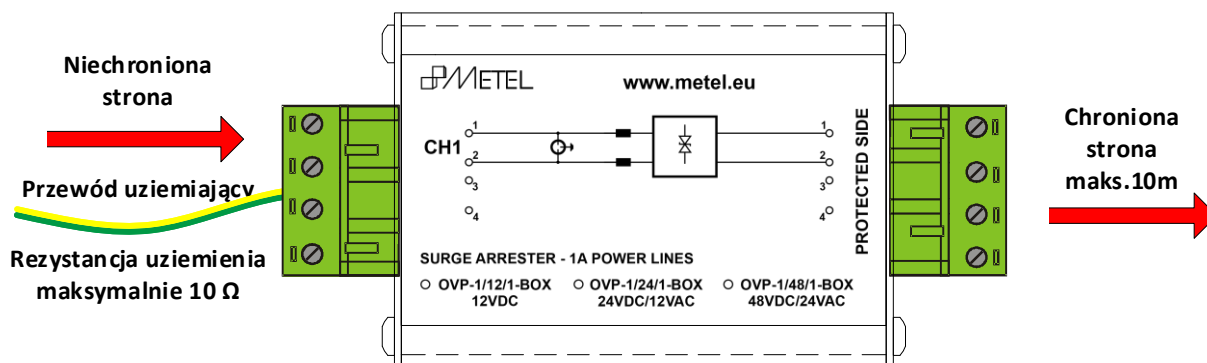 Niechroniona
strona
Przewód uziemiający
Rezystancja uziemienia
maksymalnie 10 Ω
METEL
www.metel.eu
CH1
1
2
3
4
1
2
3
4
PROTECTED SIDE
SURGE ARRESTER - 1A POWER LINES
OVP-1/12/1-BOX
12VDC
OVP-1/24/1-BOX
24VDC/12VAC
OVP-1/48/1-BOX
48VDC/24VAC
Chroniona
strona
maks.10m